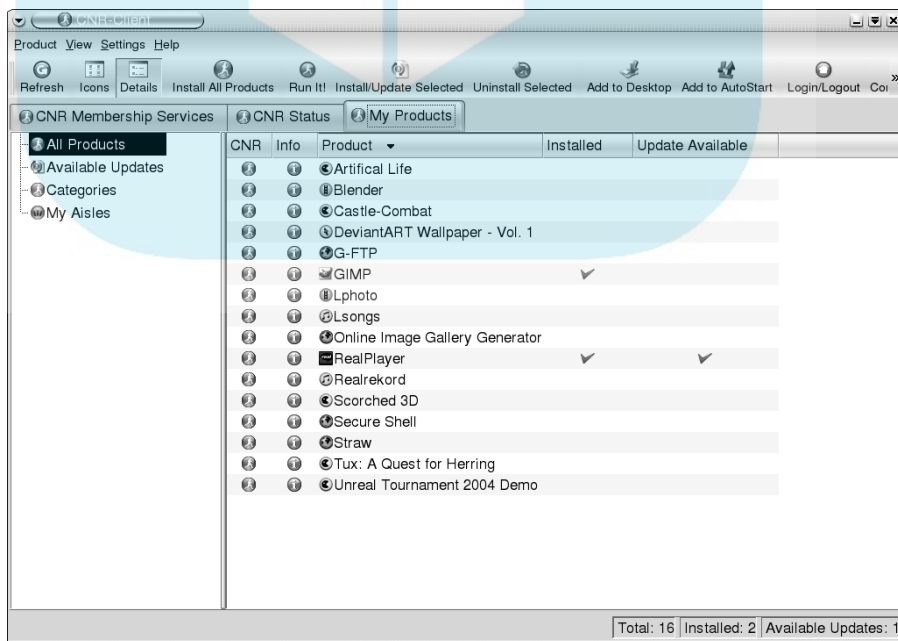 CNR-Client
Product View Settings Help
Refresh Icons Details Install All Products Run It! Install/Update Selected Uninstall Selected Add to Desktop Add to AutoStart Login/Logout Co »
CNR Membership Services CNR Status My Products
All Products
Available Updates
Categories
My Aisles
CNR Info Product Installed Update Available
Artifical Life
Blender
Castle-Combat
DeviantART Wallpaper - Vol. 1
G-FTP
GIMP
Lphoto
Lsongs
Online Image Gallery Generator
RealPlayer
Realrekord
Scorched 3D
Secure Shell
Straw
Tux: A Quest for Herring
Unreal Tournament 2004 Demo
Total: 16 Installed: 2 Available Updates: 1